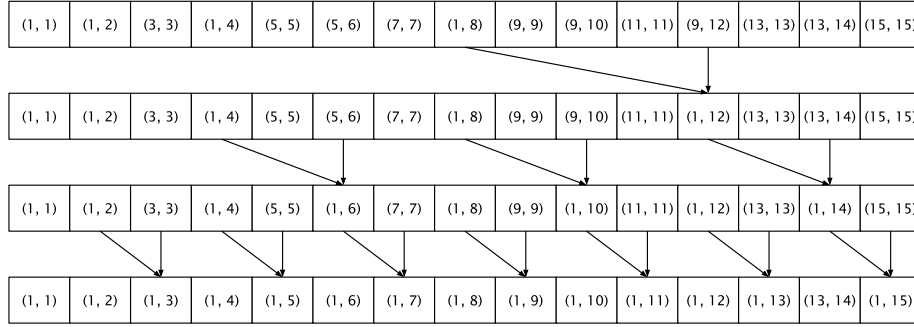 (1, 1) (1, 2) (3, 3) (1, 4) (5, 5) (5, 6) (7, 7) (1, 8) (9, 9) (9, 10) (11, 11) (9, 12) (13, 13) (13, 14) (15, 15)
(1, 1) (1, 2) (3, 3) (1, 4) (5, 5) (5, 6) (7, 7) (1, 8) (9, 9) (9, 10) (11, 11) (1, 12) (13, 13) (13, 14) (15, 15)
(1, 1) (1, 2) (3, 3) (1, 4) (5, 5) (1, 6) (7, 7) (1, 8) (9, 9) (1, 10) (11, 11) (1, 12) (13, 13) (1, 14) (15, 15)
(1, 1) (1, 2) (1, 3) (1, 4) (1, 5) (1, 6) (1, 7) (1, 8) (1, 9) (1, 10) (1, 11) (1, 12) (1, 13) (13, 14) (1, 15)